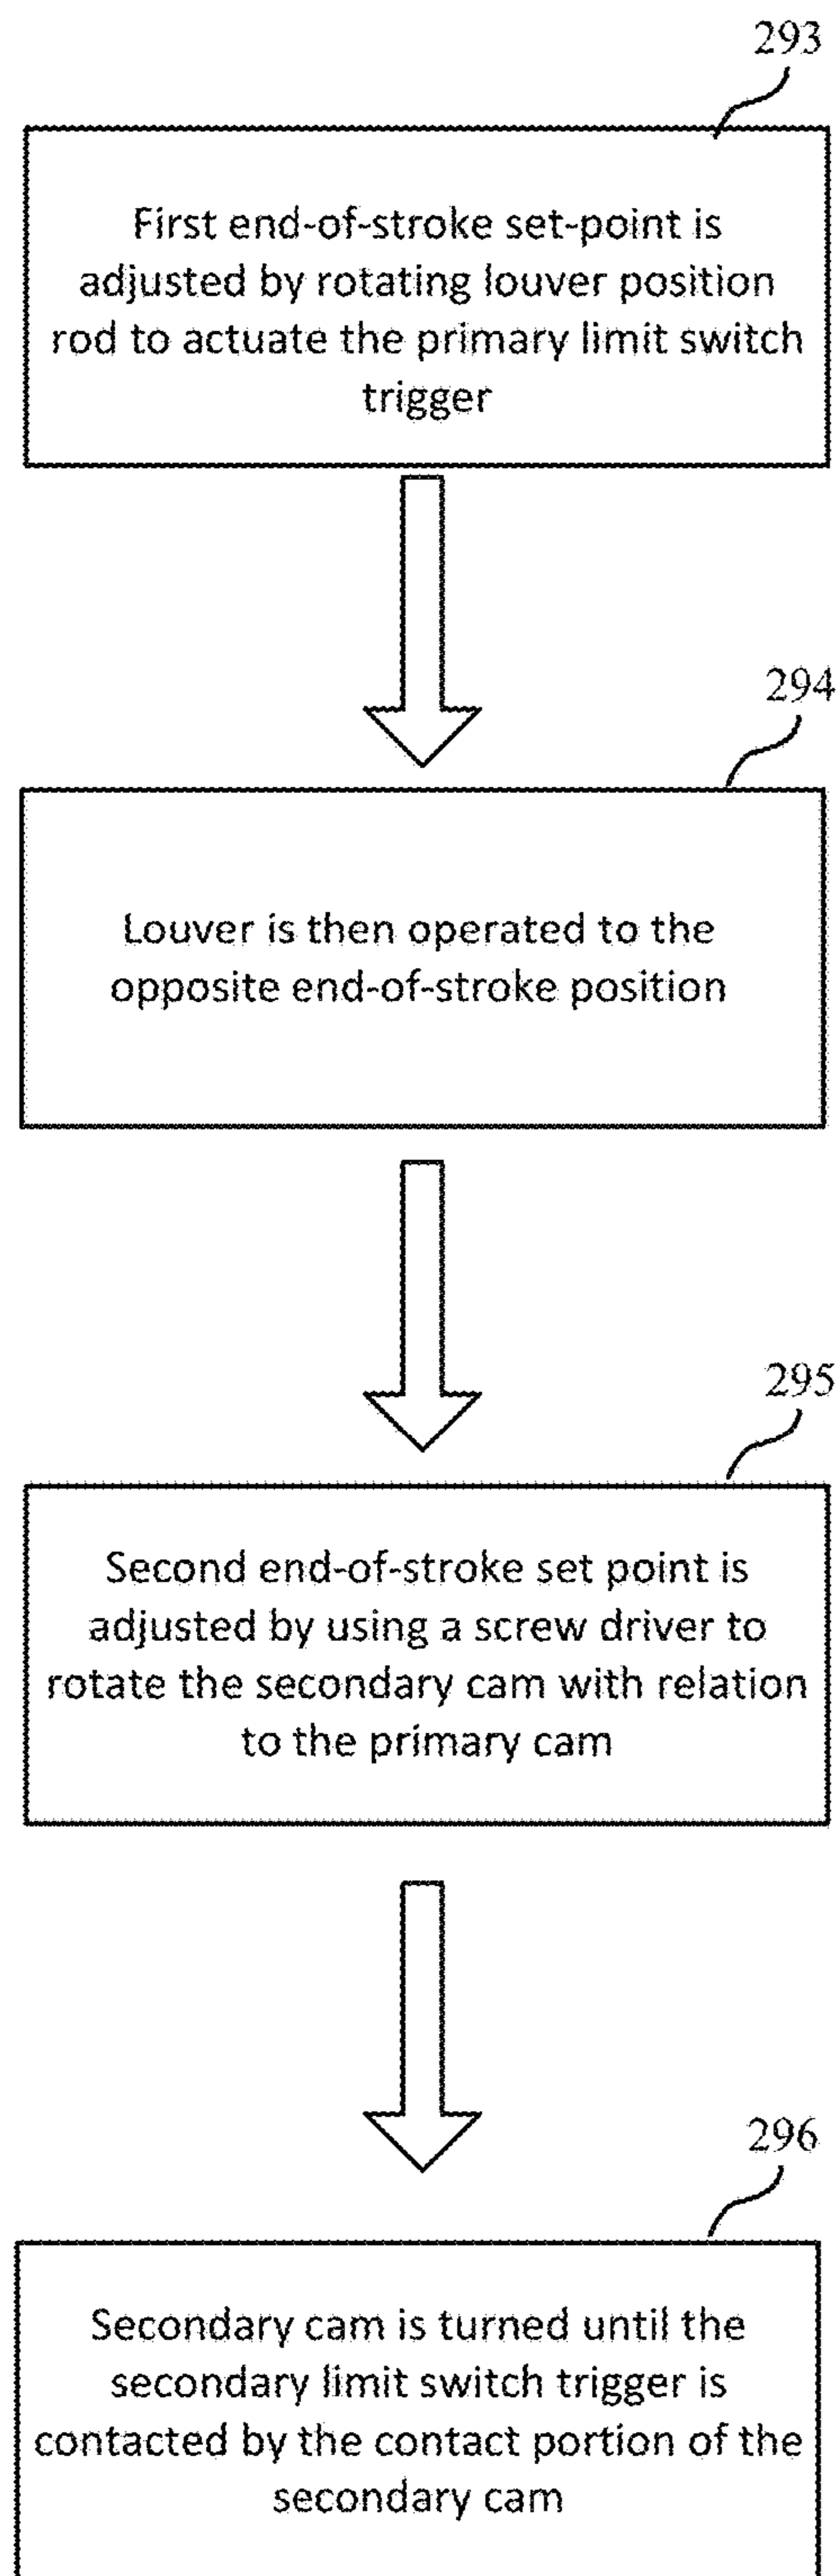 293
First end-of-stroke set-point is
adjusted by rotating louver position
rod to actuate the primary limit switch
trigger
294
Louver is then operated to the
opposite end-of-stroke position
295
Second end-of-stroke set point is
adjusted by using a screw driver to
rotate the secondary cam with relation
to the primary cam
296
Secondary cam is turned until the
secondary limit switch trigger is
contacted by the contact portion of the
secondary cam